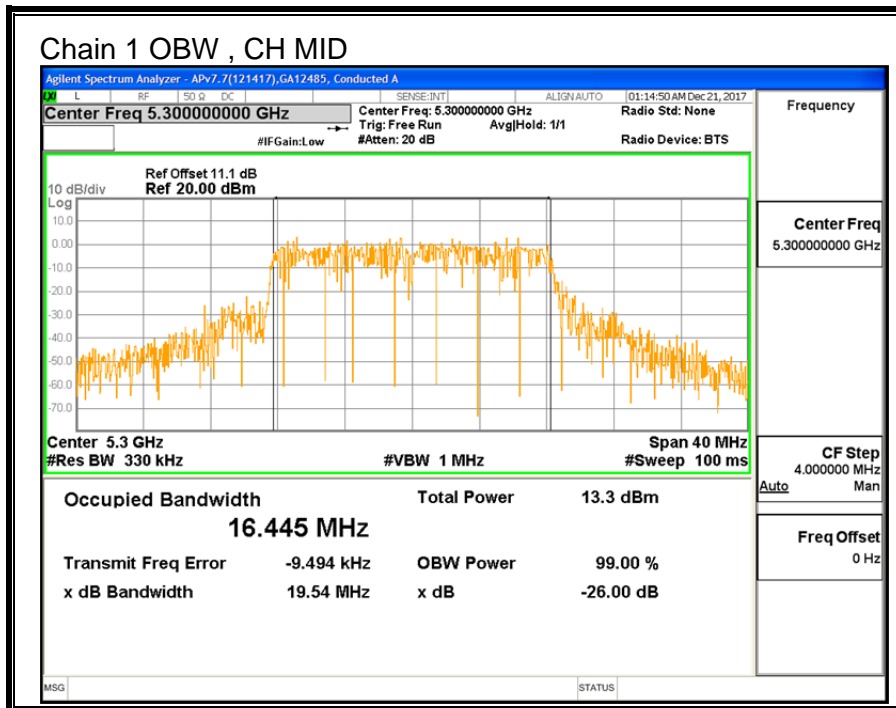 Chain 1 OBW , CH MID
Agilent Spectrum Analyzer - APv7.7(121417),GA12485, Conducted A
LXI L RF 50 Ω DC SENSE:INT ALIGN AUTO 01:14:50 AM Dec 21, 2017
Center Freq 5.300000000 GHz
Center Freq: 5.300000000 GHz
Radio Std: None
Trig: Free Run Avg|Hold: 1/1
#IFGain:Low #Atten: 20 dB Radio Device: BTS
Ref Offset 11.1 dB
10 dB/div Ref 20.00 dBm
Log
10.0
0.00
-10.0
-20.0
-30.0
-40.0
-50.0
-60.0
-70.0
Center 5.3 GHz Span 40 MHz
#Res BW 330 kHz #VBW 1 MHz #Sweep 100 ms
Occupied Bandwidth Total Power 13.3 dBm
16.445 MHz
Transmit Freq Error -9.494 kHz OBW Power 99.00 %
x dB Bandwidth 19.54 MHz x dB -26.00 dB
MSG STATUS
Frequency
Center Freq
5.300000000 GHz
CF Step
4.000000 MHz
Auto Man
Freq Offset
0 Hz